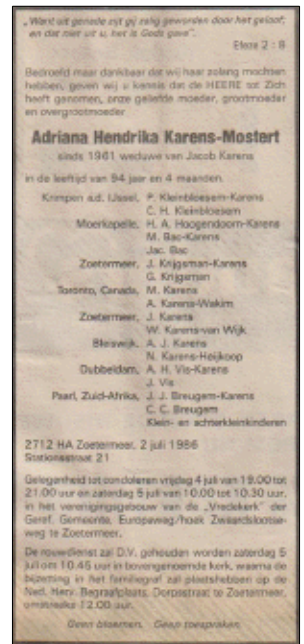 „Want uit genade zijt gij zalig geworden door het geloof;
en dat niet uit u, het is Gods gave”.
Efeze 2 : 8
Bedroefd maar dankbaar dat wij haar zolang mochten
hebben, geven wij u kennis dat de HEERE tot Zich
heeft genomen, onze geliefde moeder, grootmoeder
en overgrootmoeder
Adriana Hendrika Karens-Mostert
sinds 1961 weduwe van Jacob Karens
in de leeftijd van 94 jaar en 4 maanden.
Krimpen a.d. IJssel, P. Kleinbloesem-Karens
C. H. Kleinbloesem
Moerkapelle, H. A. Hoogendoorn-Karens
M. Bac-Karens
Jac. Bac
Zoetermeer, J. Krijgsman-Karens
G. Krijgsman
Toronto, Canada, M. Karens
A. Karens-Wakim
Zoetermeer, J. Karens
W. Karens-van Wijk
Bleiswijk, A. J. Karens
N. Karens-Heijkoop
Dubbeldam, A. H. Vis-Karens
J. Vis
Paarl, Zuid-Afrika, J. J. Breugem-Karens
C. C. Breugem
Klein- en achterkleinkinderen
2712 HA Zoetermeer, 2 juli 1986
Stationsstraat 21
Gelegenheid tot condoleren vrijdag 4 juli van 19.00 tot
21.00 uur en zaterdag 5 juli van 10.00 tot 10.30 uur,
in het verenigingsgebouw van de „Vredekerk” der
Geref. Gemeente, Europaweg/hoek Zwaardslootse-
weg te Zoetermeer.
De rouwdienst zal D.V. gehouden worden zaterdag 5
juli om 10.45 uur in bovengenoemde kerk, waarna de
bijzetting in het familiegraf zal plaatshebben op de
Ned. Herv. Begraafplaats, Dorpsstraat te Zoetermeer,
omstreeks 12.00 uur.
Geen bloemen. Geen toespraken.